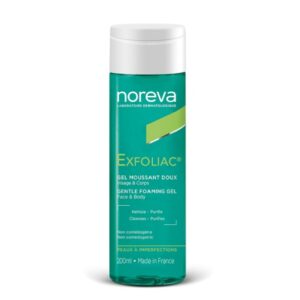 noreva
LABORATOIRE DERMATOLOGIQUE
EXFOLIAC®
GEL MOUSSANT DOUX
Visage & Corps
GENTLE FOAMING GEL
Face & Body
Nettoie - Purifie
Cleanses - Purifies
Non comédogène
Non comedogenic
PEAUX À IMPERFECTIONS
200ml • Made in France